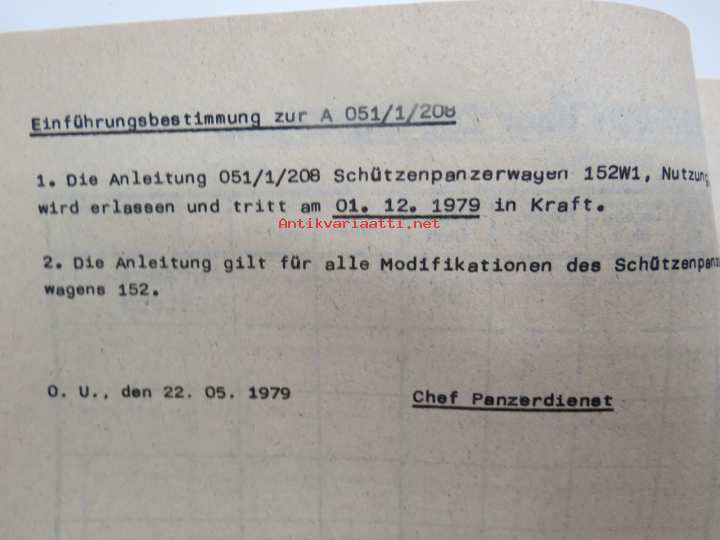 Einführungsbestimmung zur A 051/1/208
1. Die Anleitung 051/1/208 Schützenpanzerwagen 152W1, Nutzung,
wird erlassen und tritt am 01. 12. 1979 in Kraft.
Antikvariaatti.net
2. Die Anleitung gilt für alle Modifikationen des Schützenpanz
wagens 152.
O. U., den 22. 05. 1979
Chef Panzerdienst